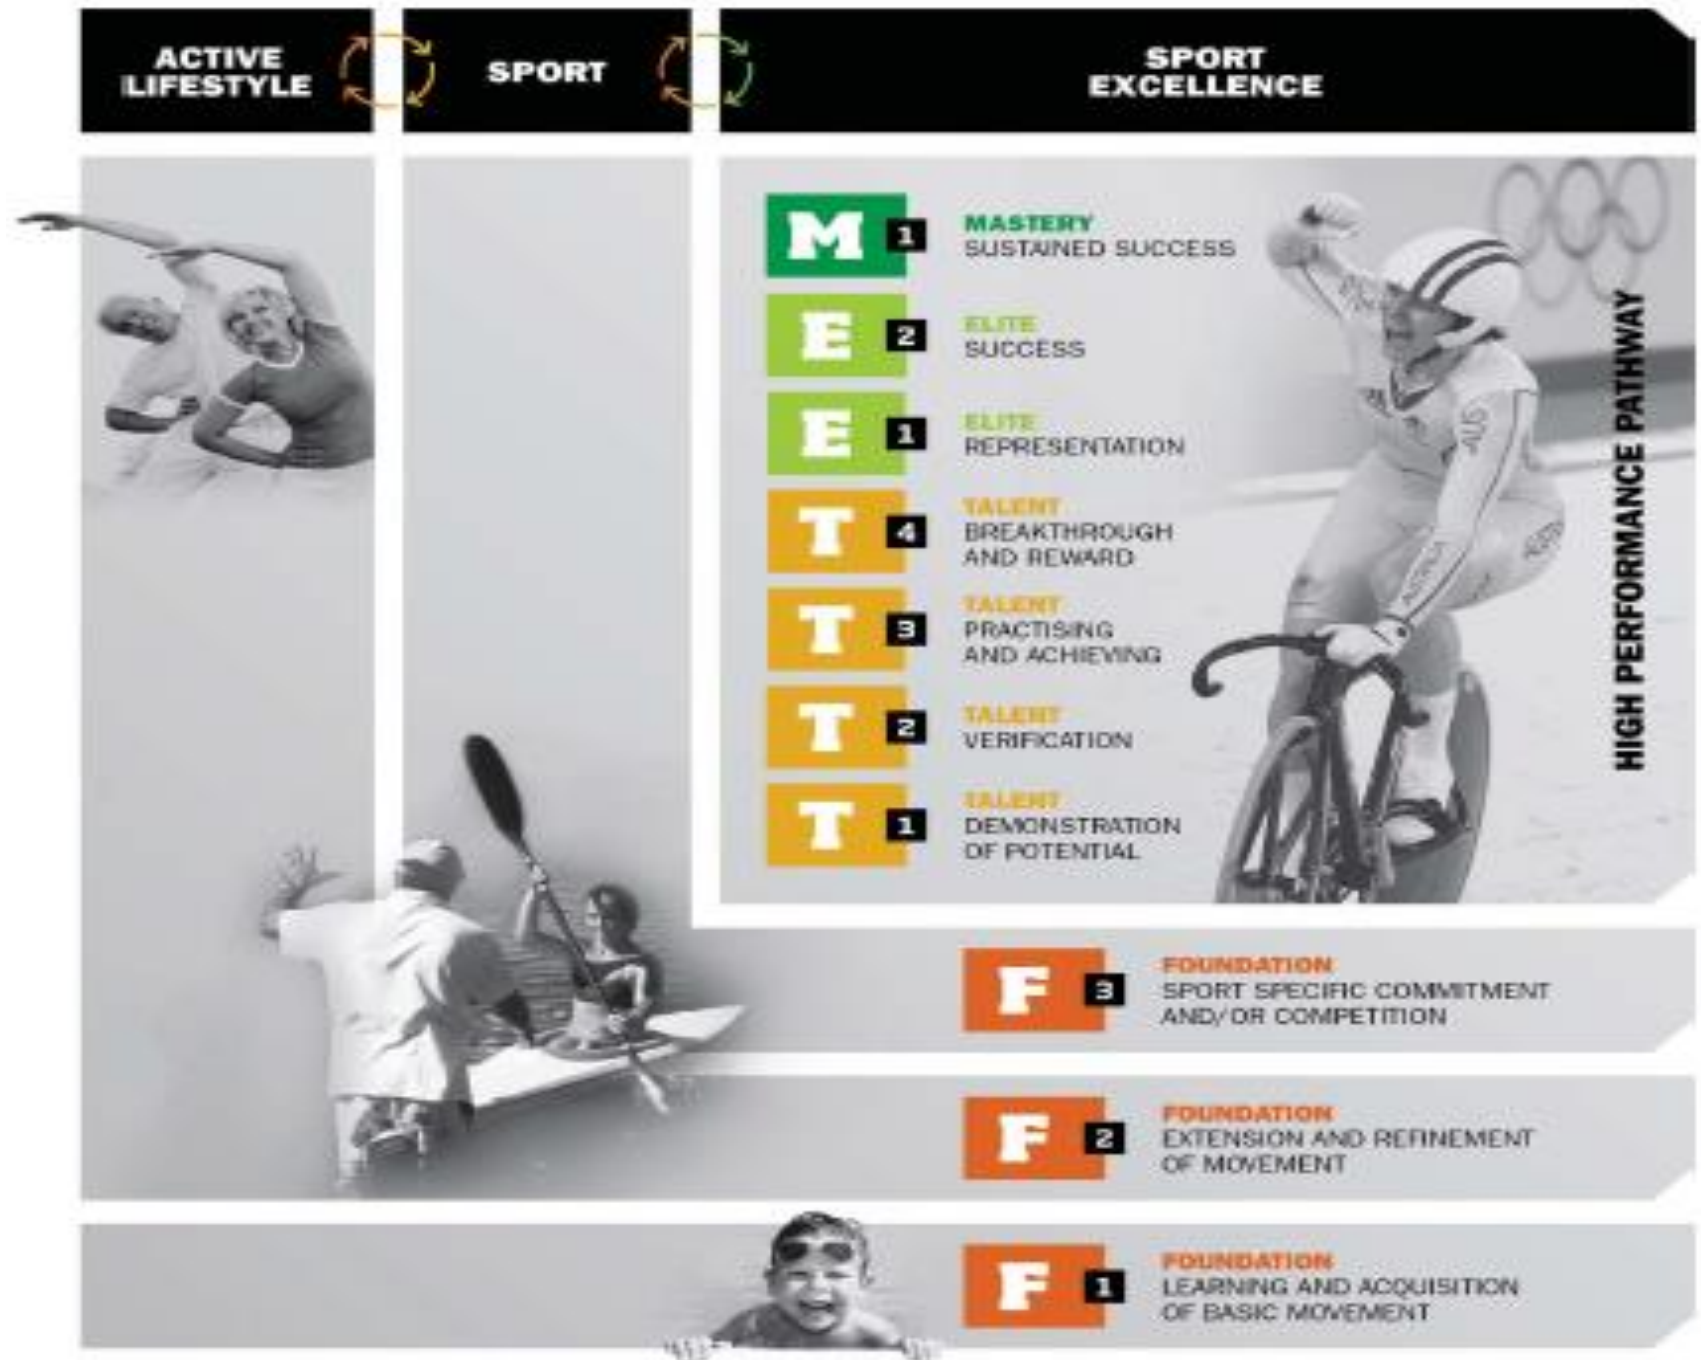 ACTIVE
LIFESTYLE
SPORT
SPORT
EXCELLENCE
M 1
MASTERY
SUSTAINED SUCCESS
E 2
ELITE
SUCCESS
E 1
ELITE
REPRESENTATION
T 4
TALENT
BREAKTHROUGH
AND REWARD
T 3
TALENT
PRACTISING
AND ACHIEVING
T 2
TALENT
VERIFICATION
T 1
TALENT
DEMONSTRATION
OF POTENTIAL
HIGH PERFORMANCE PATHWAY
AUS
F 3
FOUNDATION
SPORT SPECIFIC COMMITMENT
AND/OR COMPETITION
F 2
FOUNDATION
EXTENSION AND REFINEMENT
OF MOVEMENT
F 1
FOUNDATION
LEARNING AND ACQUISITION
OF BASIC MOVEMENT